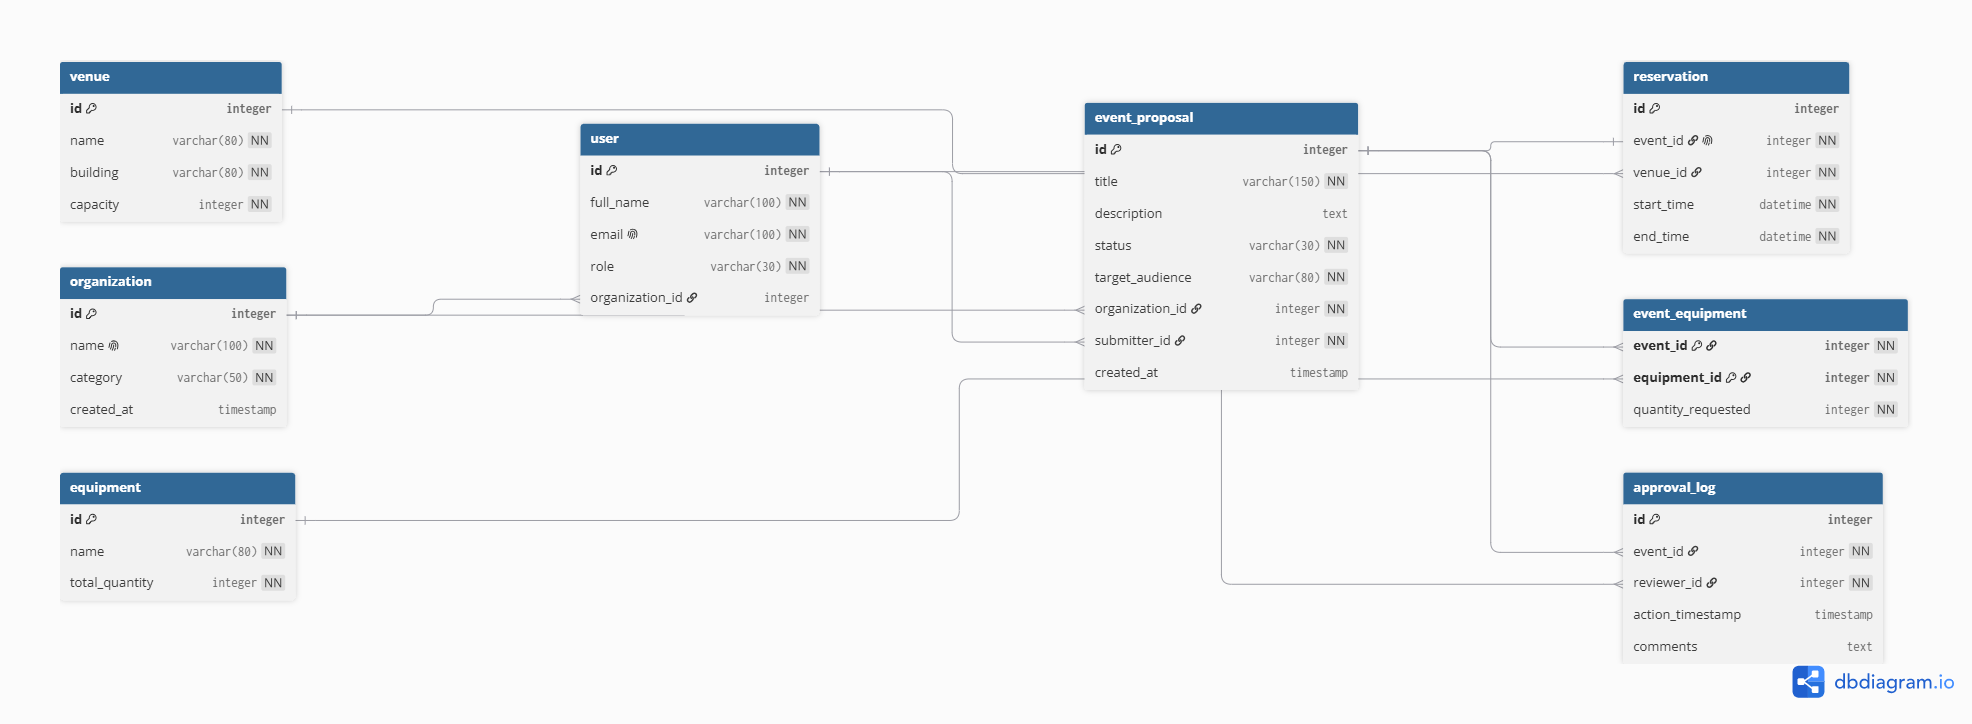 venue
id integer
name varchar(80) NN
building varchar(80) NN
capacity integer NN
organization
id integer
name varchar(100) NN
category varchar(50) NN
created_at timestamp
equipment
id integer
name varchar(80) NN
total_quantity integer NN
user
id integer
full_name varchar(100) NN
email varchar(100) NN
role varchar(30) NN
organization_id integer
event_proposal
id integer
title varchar(150) NN
description text
status varchar(30) NN
target_audience varchar(80) NN
organization_id integer NN
submitter_id integer NN
created_at timestamp
reservation
id integer
event_id integer NN
venue_id integer NN
start_time datetime NN
end_time datetime NN
event_equipment
event_id integer NN
equipment_id integer NN
quantity_requested integer NN
approval_log
id integer
event_id integer NN
reviewer_id integer NN
action_timestamp timestamp
comments text
dbdiagram.io